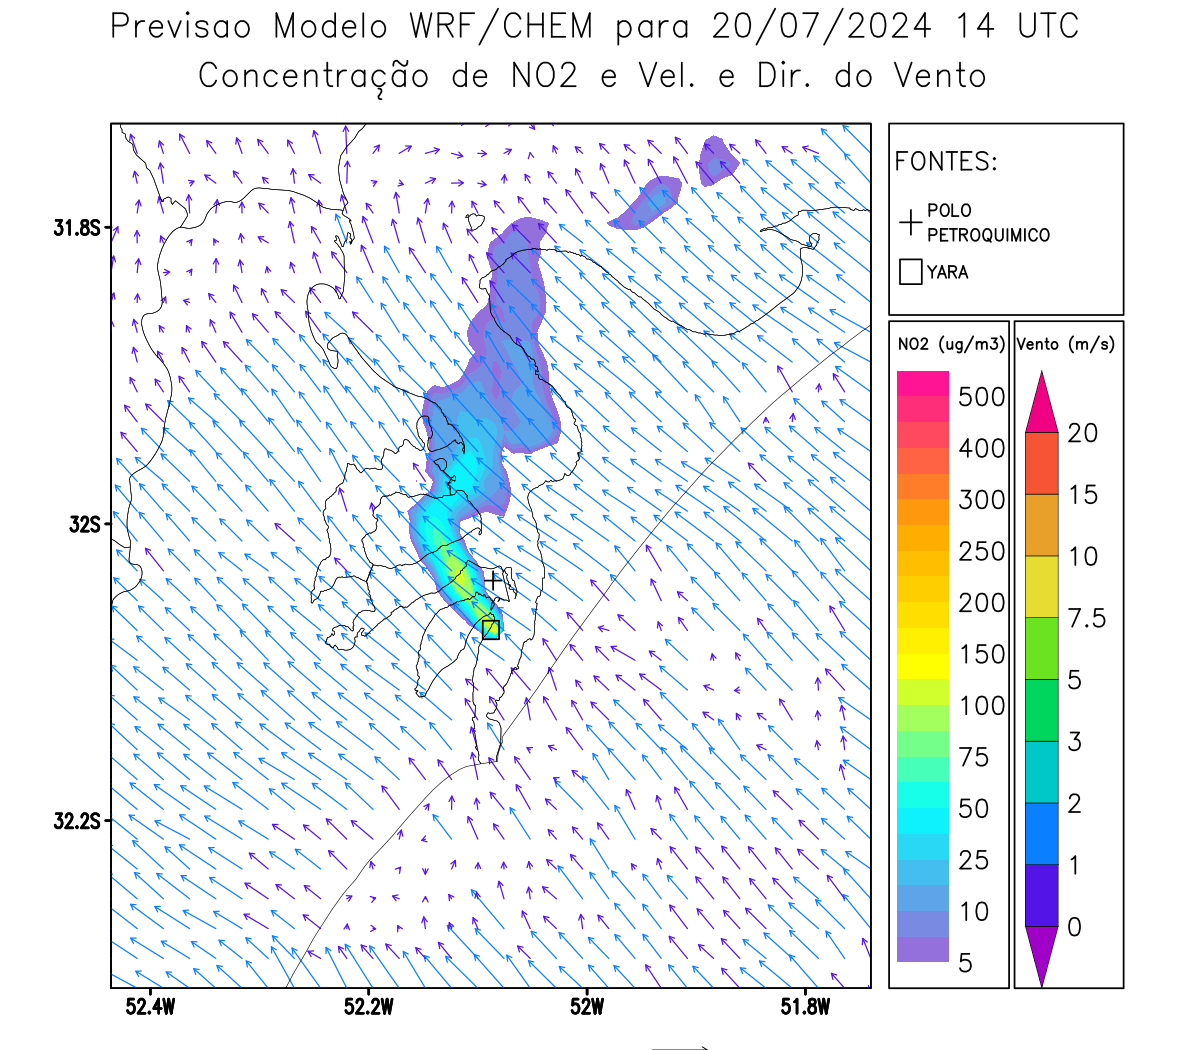 Previsao Modelo WRF/CHEM para 20/07/2024 14 UTC
Concentração de NO2 e Vel. e Dir. do Vento
FONTES:
POLO
PETROQUIMICO
YARA
31.8S
32S
32.2S
52.4W
52.2W
52W
51.8W
NO2 (ug/m3)
500
400
300
250
200
150
100
75
50
25
10
5
Vento (m/s)
20
15
10
7.5
5
3
2
1
0